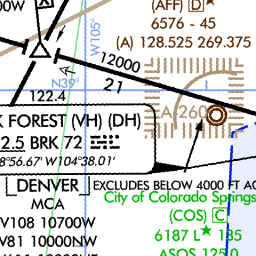 00W
(AFF) D*
6576 - 45
(A) 128.525 269.375
W105°
12000
N39°
21
122.4
A-260
K FOREST (VH) (DH)
2.5 BRK 72
8°56.67' W104°38.01'
DENVER
EXCLUDES BELOW 4000 FT AG
MCA
City of Colorado Springs
(COS) C
V108 10700W
6187 L* 135
V81 10000NW
ASOS 125.0